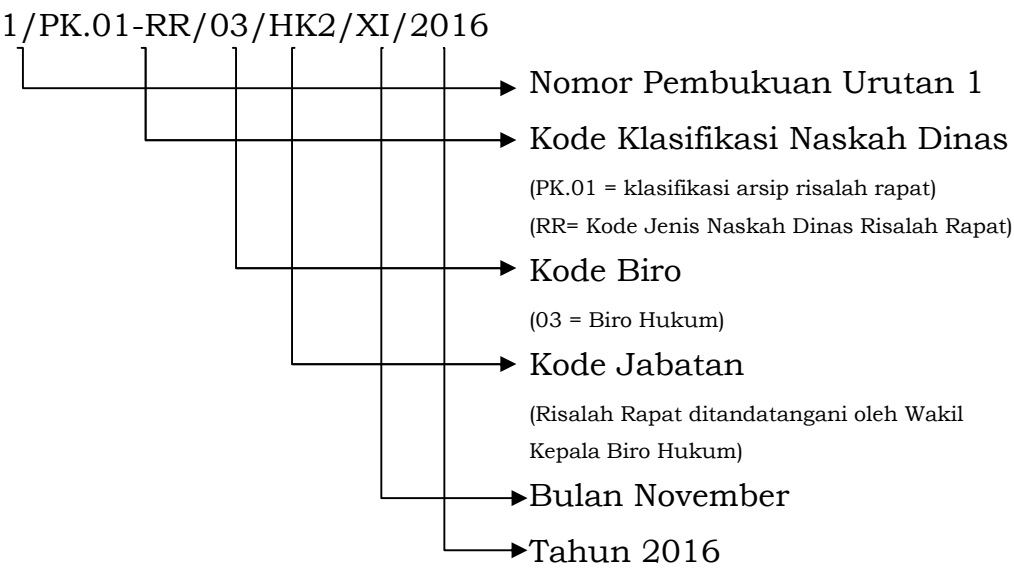 1/PK.01-RR/03/HK2/XI/2016
Nomor Pembukuan Urutan 1
Kode Klasifikasi Naskah Dinas
(PK.01 = klasifikasi arsip risalah rapat)
(RR= Kode Jenis Naskah Dinas Risalah Rapat)
Kode Biro
(03 = Biro Hukum)
Kode Jabatan
(Risalah Rapat ditandatangani oleh Wakil
Kepala Biro Hukum)
Bulan November
Tahun 2016